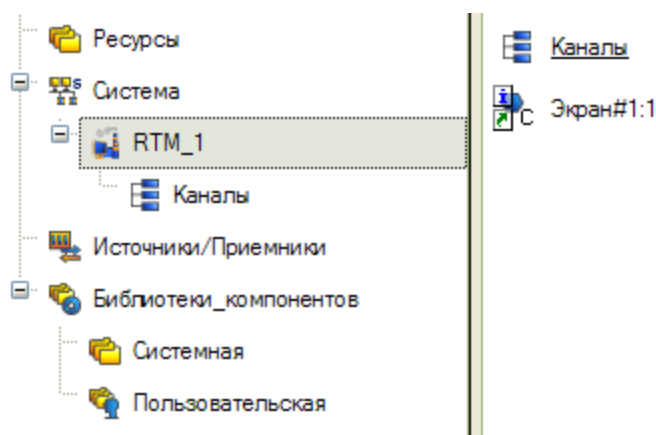 Ресурсы
Система
RTM_1
Каналы
Источники/Приемники
Библиотеки_компонентов
Системная
Пользовательская
Каналы
Экран#1:1